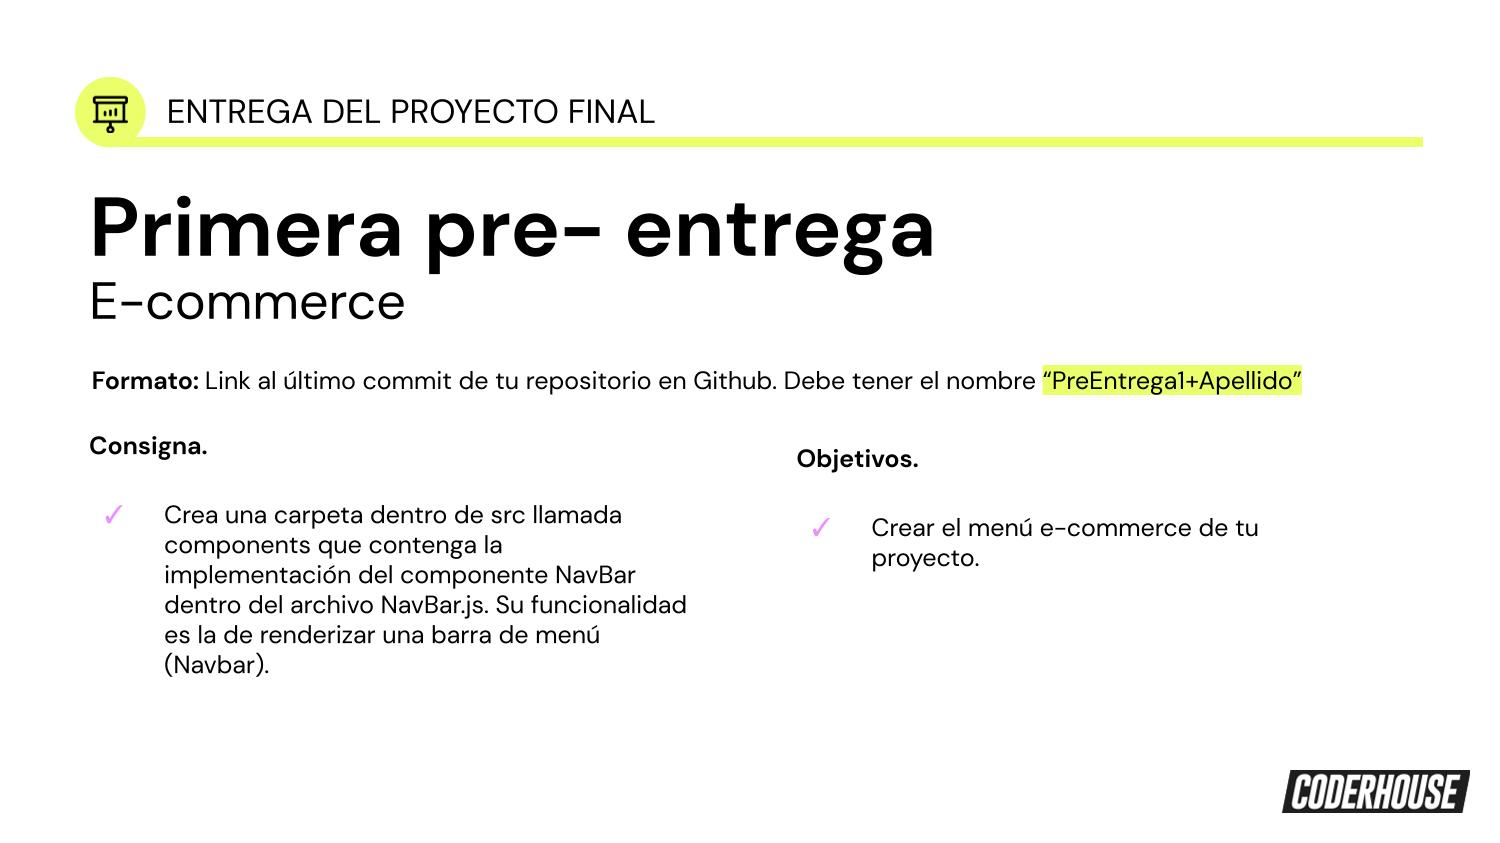 ENTREGA DEL PROYECTO FINAL
Primera pre- entrega
E-commerce
Formato: Link al último commit de tu repositorio en Github. Debe tener el nombre “PreEntrega1+Apellido”
Consigna.
✓ Crea una carpeta dentro de src llamada
components que contenga la
implementación del componente NavBar
dentro del archivo NavBar.js. Su funcionalidad
es la de renderizar una barra de menú
(Navbar).
Objetivos.
✓ Crear el menú e-commerce de tu
proyecto.
CODERHOUSE